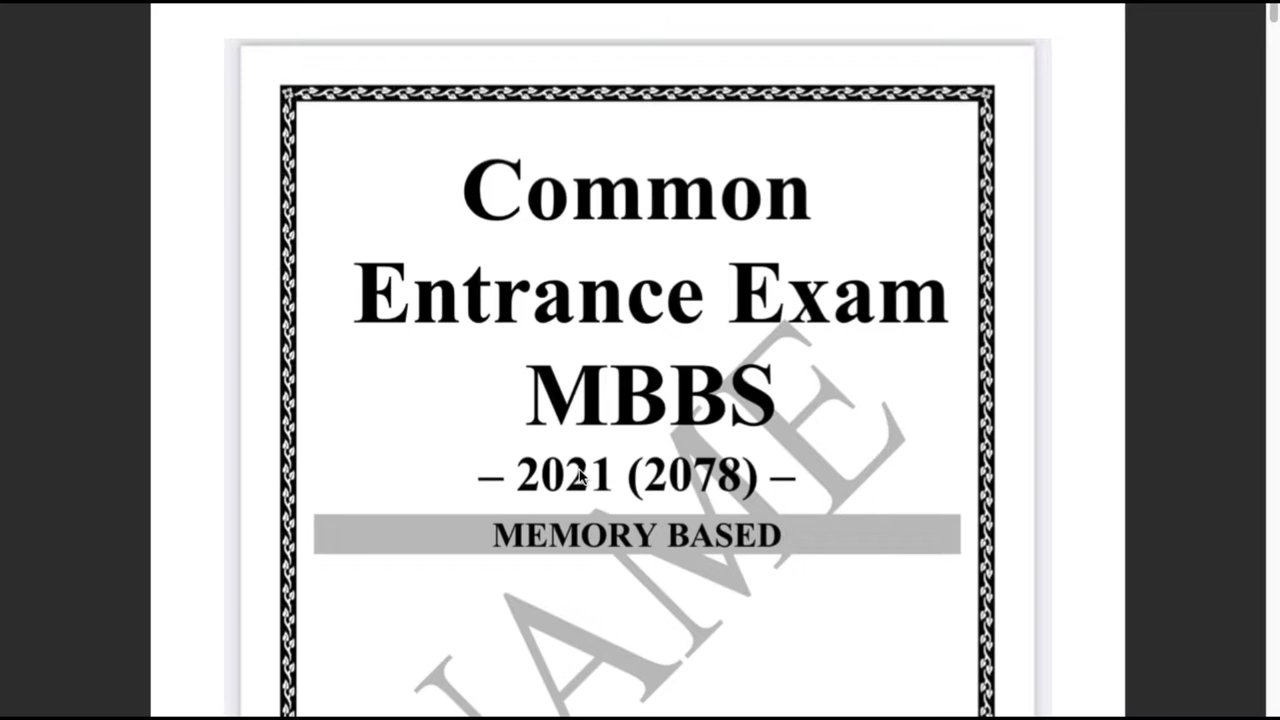 Common
Entrance Exam
MBBS
– 2021 (2078) –
MEMORY BASED